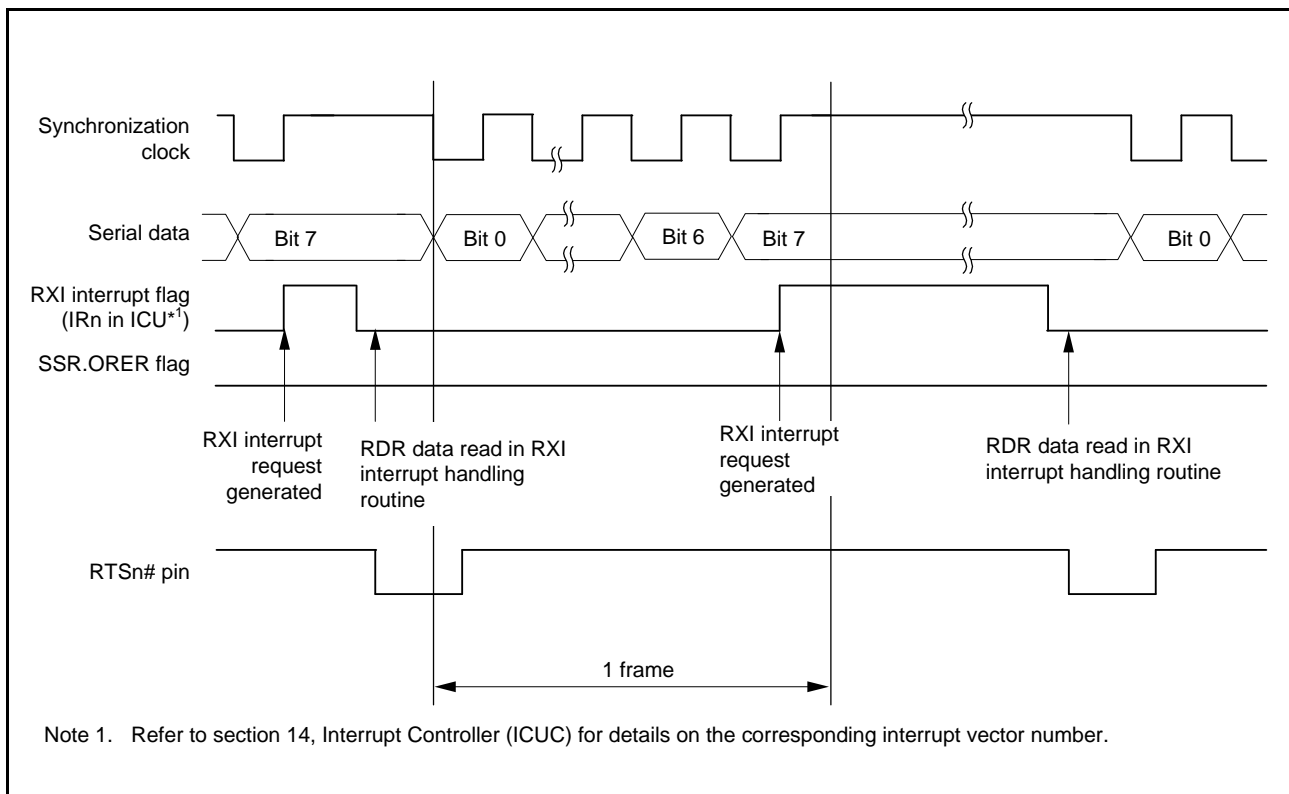 Synchronization
clock
Serial data
Bit 7
Bit 0
Bit 6
Bit 7
Bit 0
RXI interrupt flag
(IRn in ICU*1)
SSR.ORER flag
RXI interrupt
request
generated
RDR data read in RXI
interrupt handling
routine
RXI interrupt
request
generated
RDR data read in RXI
interrupt handling routine
RTSn# pin
1 frame
Note 1. Refer to section 14, Interrupt Controller (ICUC) for details on the corresponding interrupt vector number.